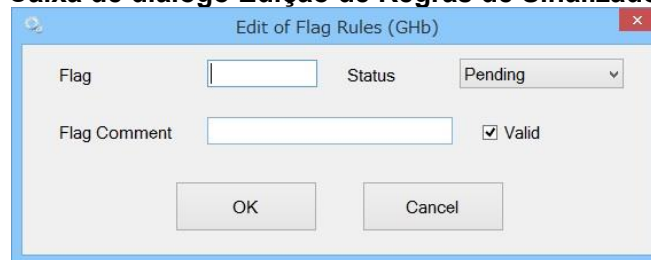 Caixa de diálogo Edição de Regras de Sinalizado
Edit of Flag Rules (GHb)
Flag Status Pending
Flag Comment Valid
OK Cancel